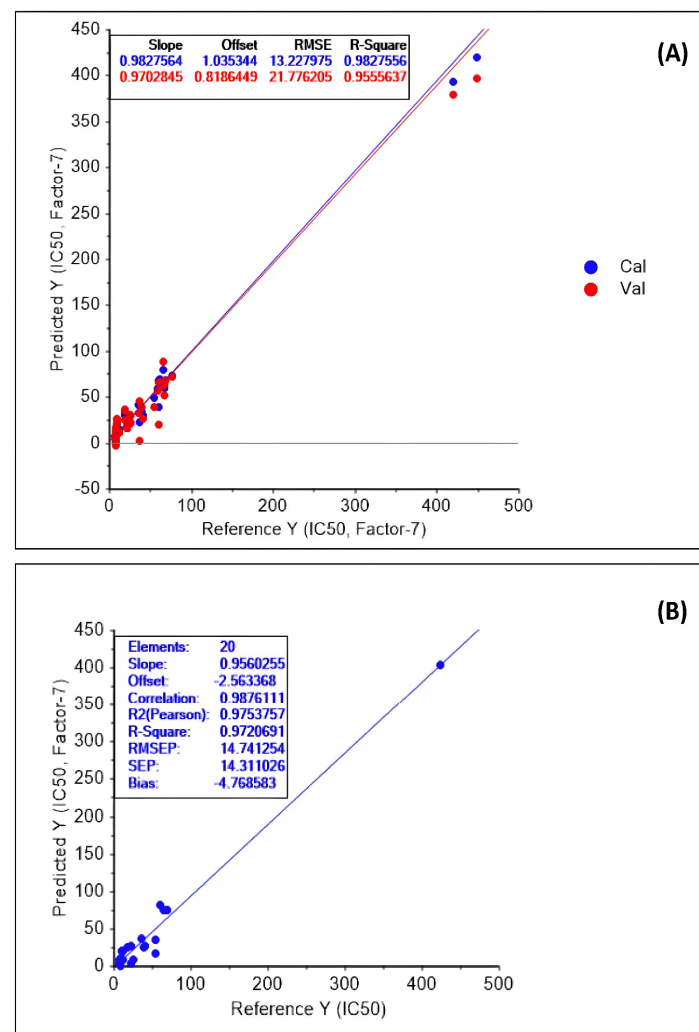 (A)
Slope Offset RMSE R-Square
0.9827564 1.035344 13.227975 0.9827556
0.9702845 0.8186449 21.776205 0.9555637
450
400
350
300
250
200
150
100
50
0
-50
Predicted Y (IC50, Factor-7)
0 100 200 300 400 500
Reference Y (IC50, Factor-7)
Cal
Val
(B)
Elements: 20
Slope: 0.9560255
Offset: -2.563368
Correlation: 0.9876111
R2(Pearson): 0.9753757
R-Square: 0.9720691
RMSEP: 14.741254
SEP: 14.311026
Bias: -4.768583
450
400
350
300
250
200
150
100
50
0
Predicted Y (IC50, Factor-7)
0 100 200 300 400 500
Reference Y (IC50)